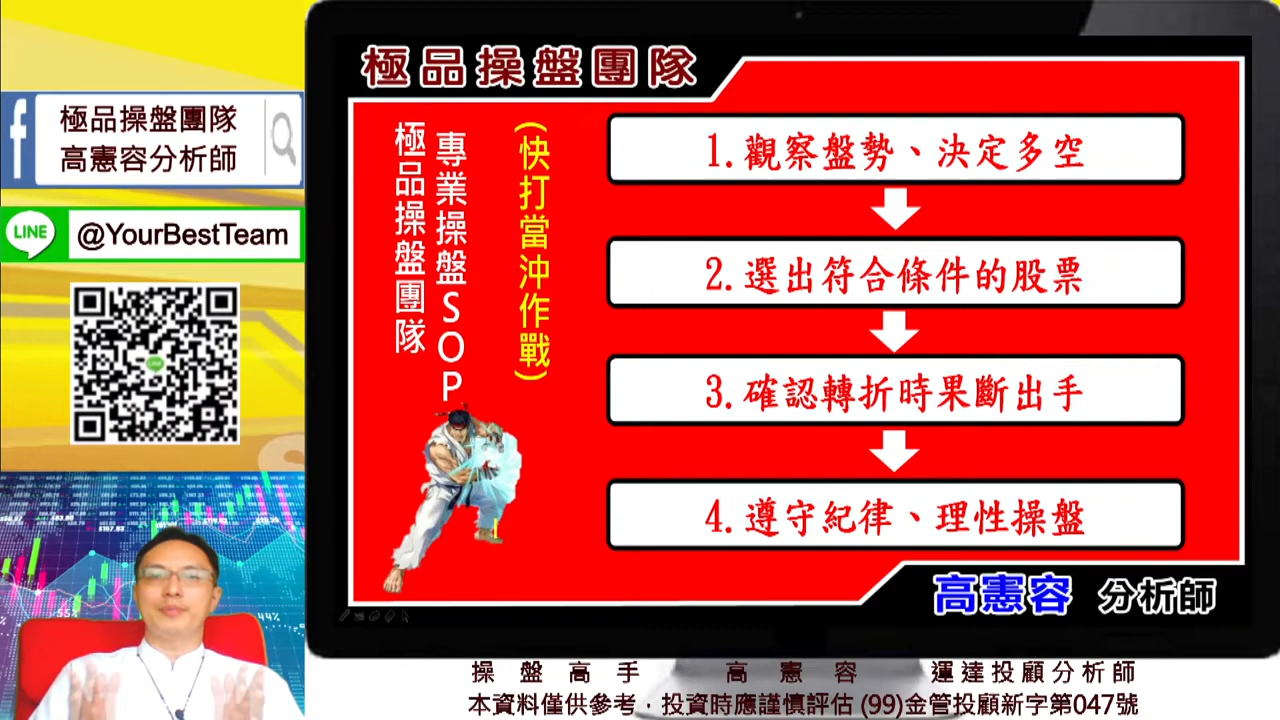 極品操盤團隊
高憲容分析師
LINE
@YourBestTeam
極品操盤團隊
極品操盤團隊
專業操盤SOP
(快打當沖作戰)
1.觀察盤勢、決定多空
2.選出符合條件的股票
3.確認轉折時果斷出手
4.遵守紀律、理性操盤
高憲容 分析師
操盤高手 高憲容 運達投顧分析師
本資料僅供參考，投資時應謹慎評估 (99)金管投顧新字第047號